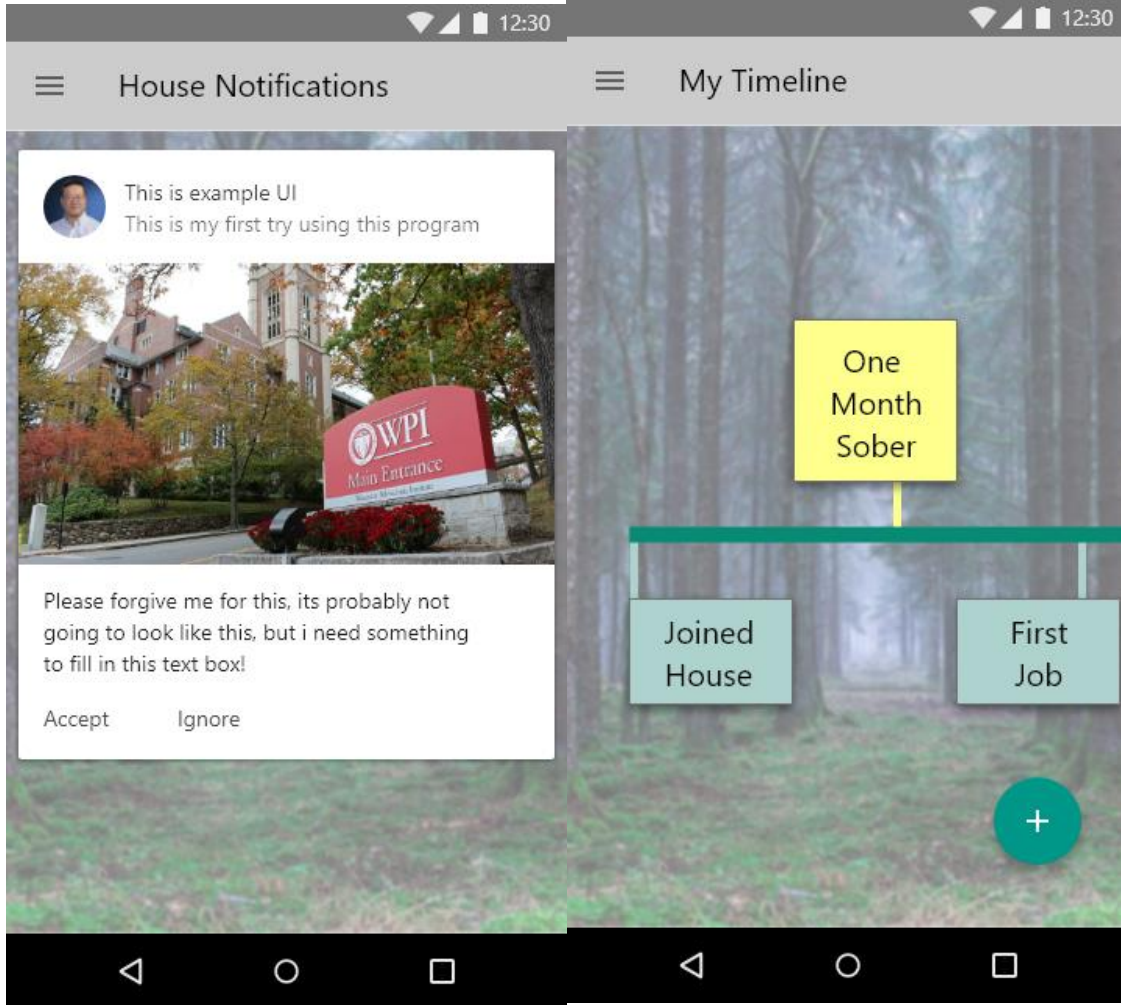 12:30
House Notifications
This is example UI
This is my first try using this program
WPI
Main Entrance
Please forgive me for this, its probably not
going to look like this, but i need something
to fill in this text box!
Accept Ignore
12:30
My Timeline
One
Month
Sober
Joined
House
First
Job